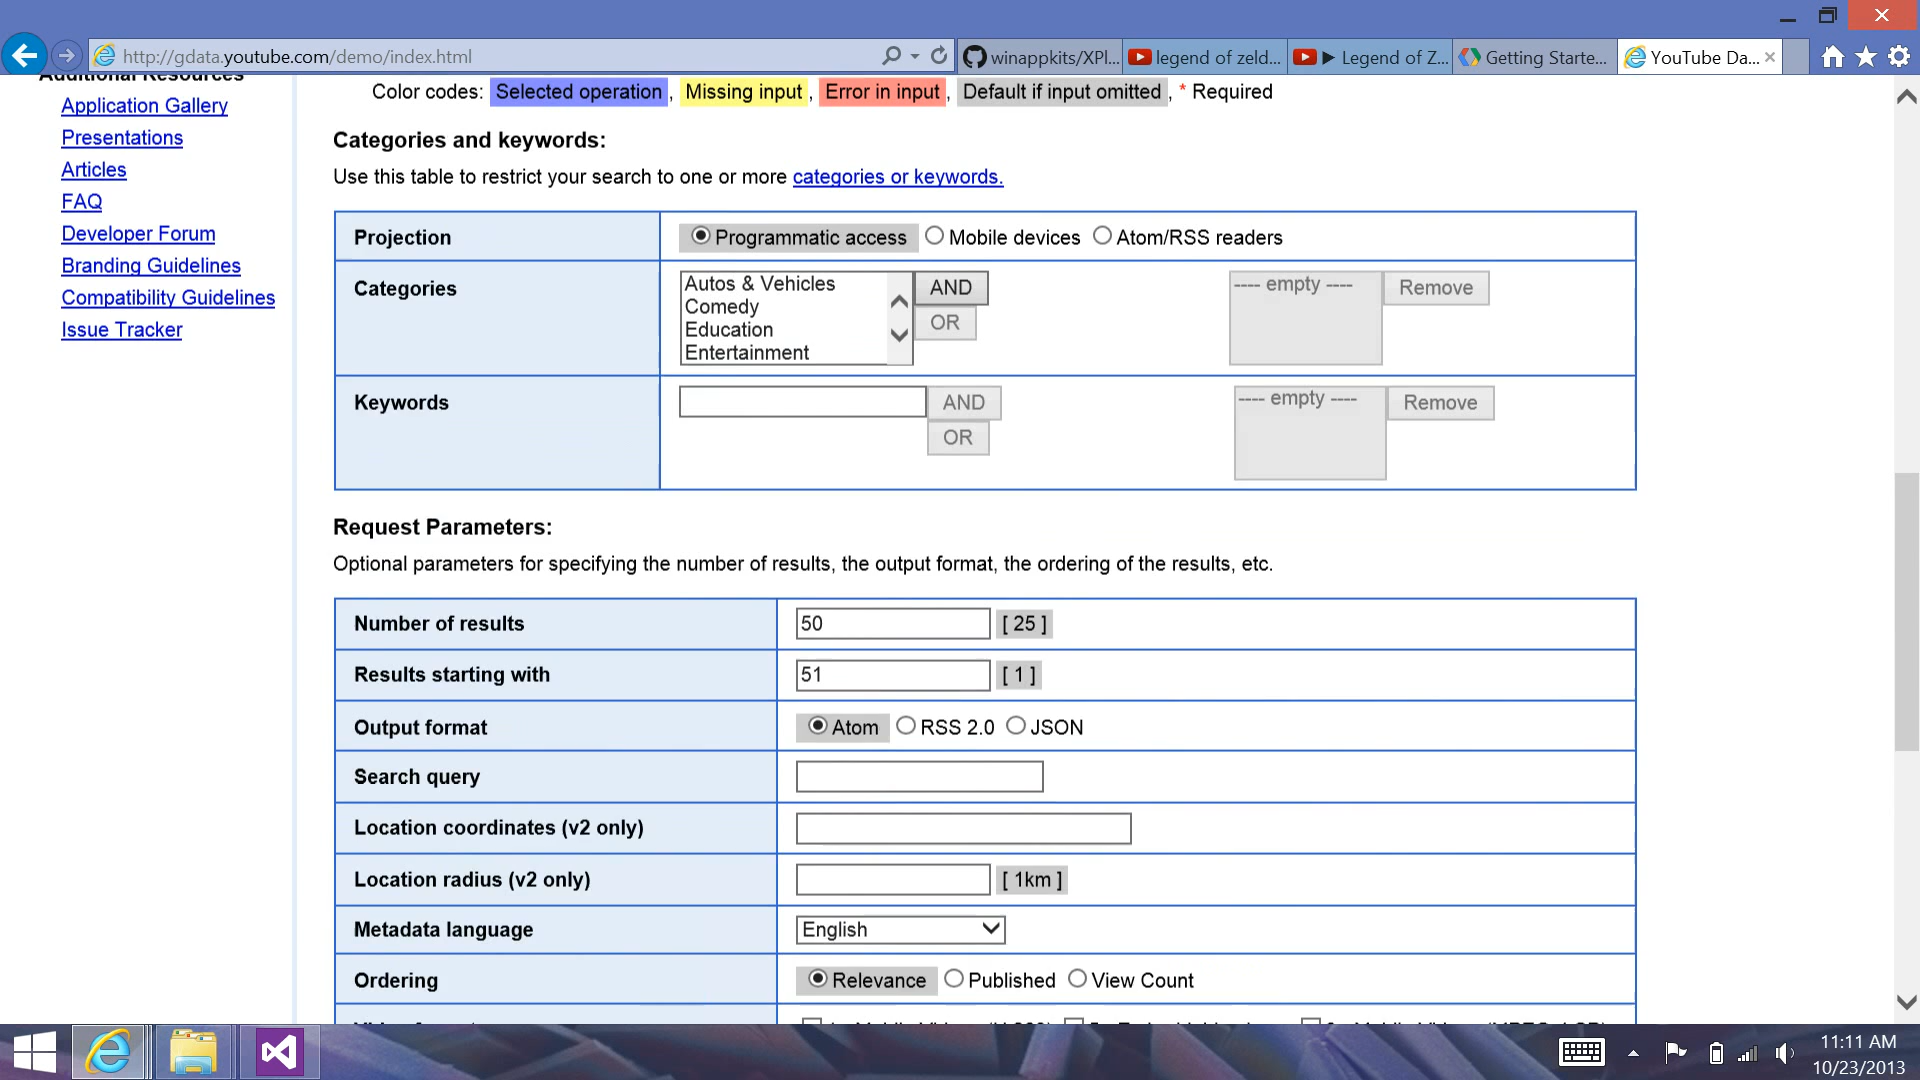 http://gdata.youtube.com/demo/index.html
winappkits/XPl...
legend of zeld...
▶ Legend of Z...
Getting Starte...
YouTube Da...
Additional Resources
Application Gallery
Presentations
Articles
FAQ
Developer Forum
Branding Guidelines
Compatibility Guidelines
Issue Tracker
Color codes: Selected operation , Missing input , Error in input , Default if input omitted , * Required
Categories and keywords:
Use this table to restrict your search to one or more categories or keywords.
Projection
Programmatic access Mobile devices Atom/RSS readers
Categories
Autos & Vehicles
Comedy
Education
Entertainment
AND
OR
---- empty ----
Remove
Keywords
AND
OR
---- empty ----
Remove
Request Parameters:
Optional parameters for specifying the number of results, the output format, the ordering of the results, etc.
Number of results 50 [ 25 ]
Results starting with 51 [ 1 ]
Output format Atom RSS 2.0 JSON
Search query
Location coordinates (v2 only)
Location radius (v2 only) [ 1km ]
Metadata language English
Ordering Relevance Published View Count
11:11 AM
10/23/2013